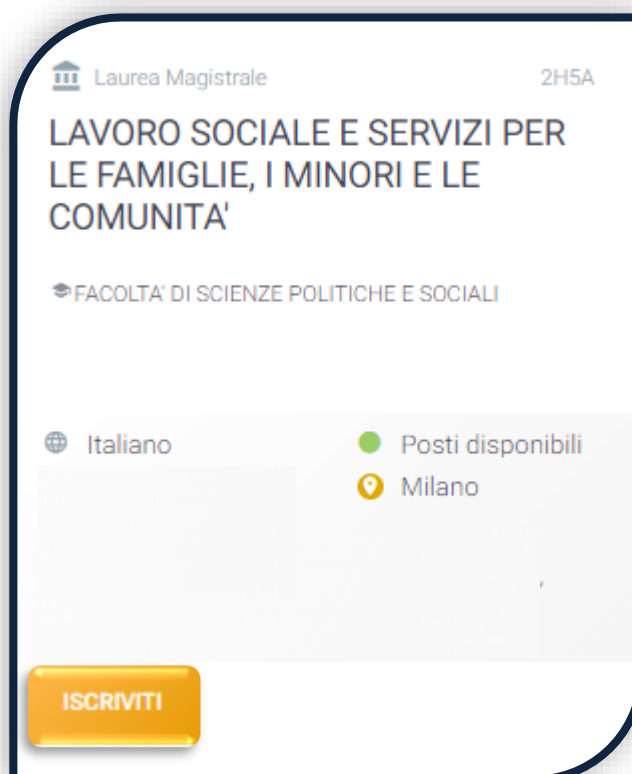 Laurea Magistrale 2H5A
LAVORO SOCIALE E SERVIZI PER
LE FAMIGLIE, I MINORI E LE
COMUNITA'
FACOLTA' DI SCIENZE POLITICHE E SOCIALI
Italiano Posti disponibili
Milano
ISCRIVITI